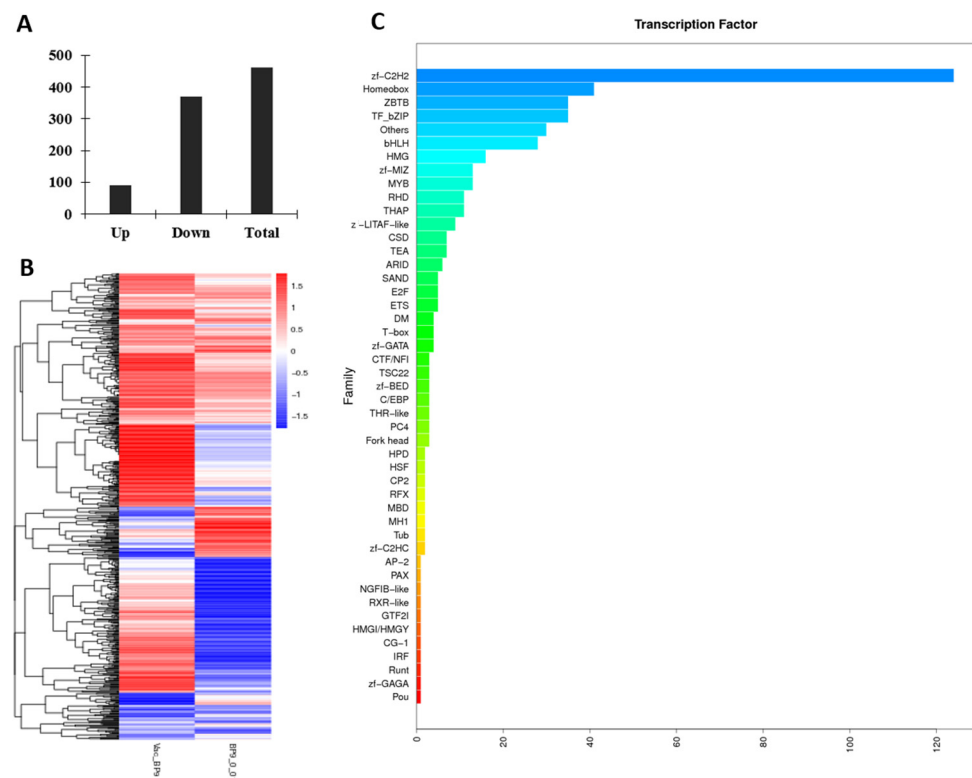 A
500
400
300
200
100
0
Up Down Total
B
1.5
1
0.5
0
−0.5
−1
−1.5
Vec_BP9
BP9_0_0
C
Transcription Factor
Family
zf−C2H2
Homeobox
ZBTB
TF_bZIP
Others
bHLH
HMG
zf−MIZ
MYB
RHD
THAP
z −LITAF−like
CSD
TEA
ARID
SAND
E2F
ETS
DM
T−box
zf−GATA
CTF/NFI
TSC22
zf−BED
C/EBP
THR−like
PC4
Fork head
HPD
HSF
CP2
RFX
MBD
MH1
Tub
zf−C2HC
AP−2
PAX
NGFIB−like
RXR−like
GTF2I
HMGI/HMGY
CG−1
IRF
Runt
zf−GAGA
Pou
0 20 40 60 80 100 120